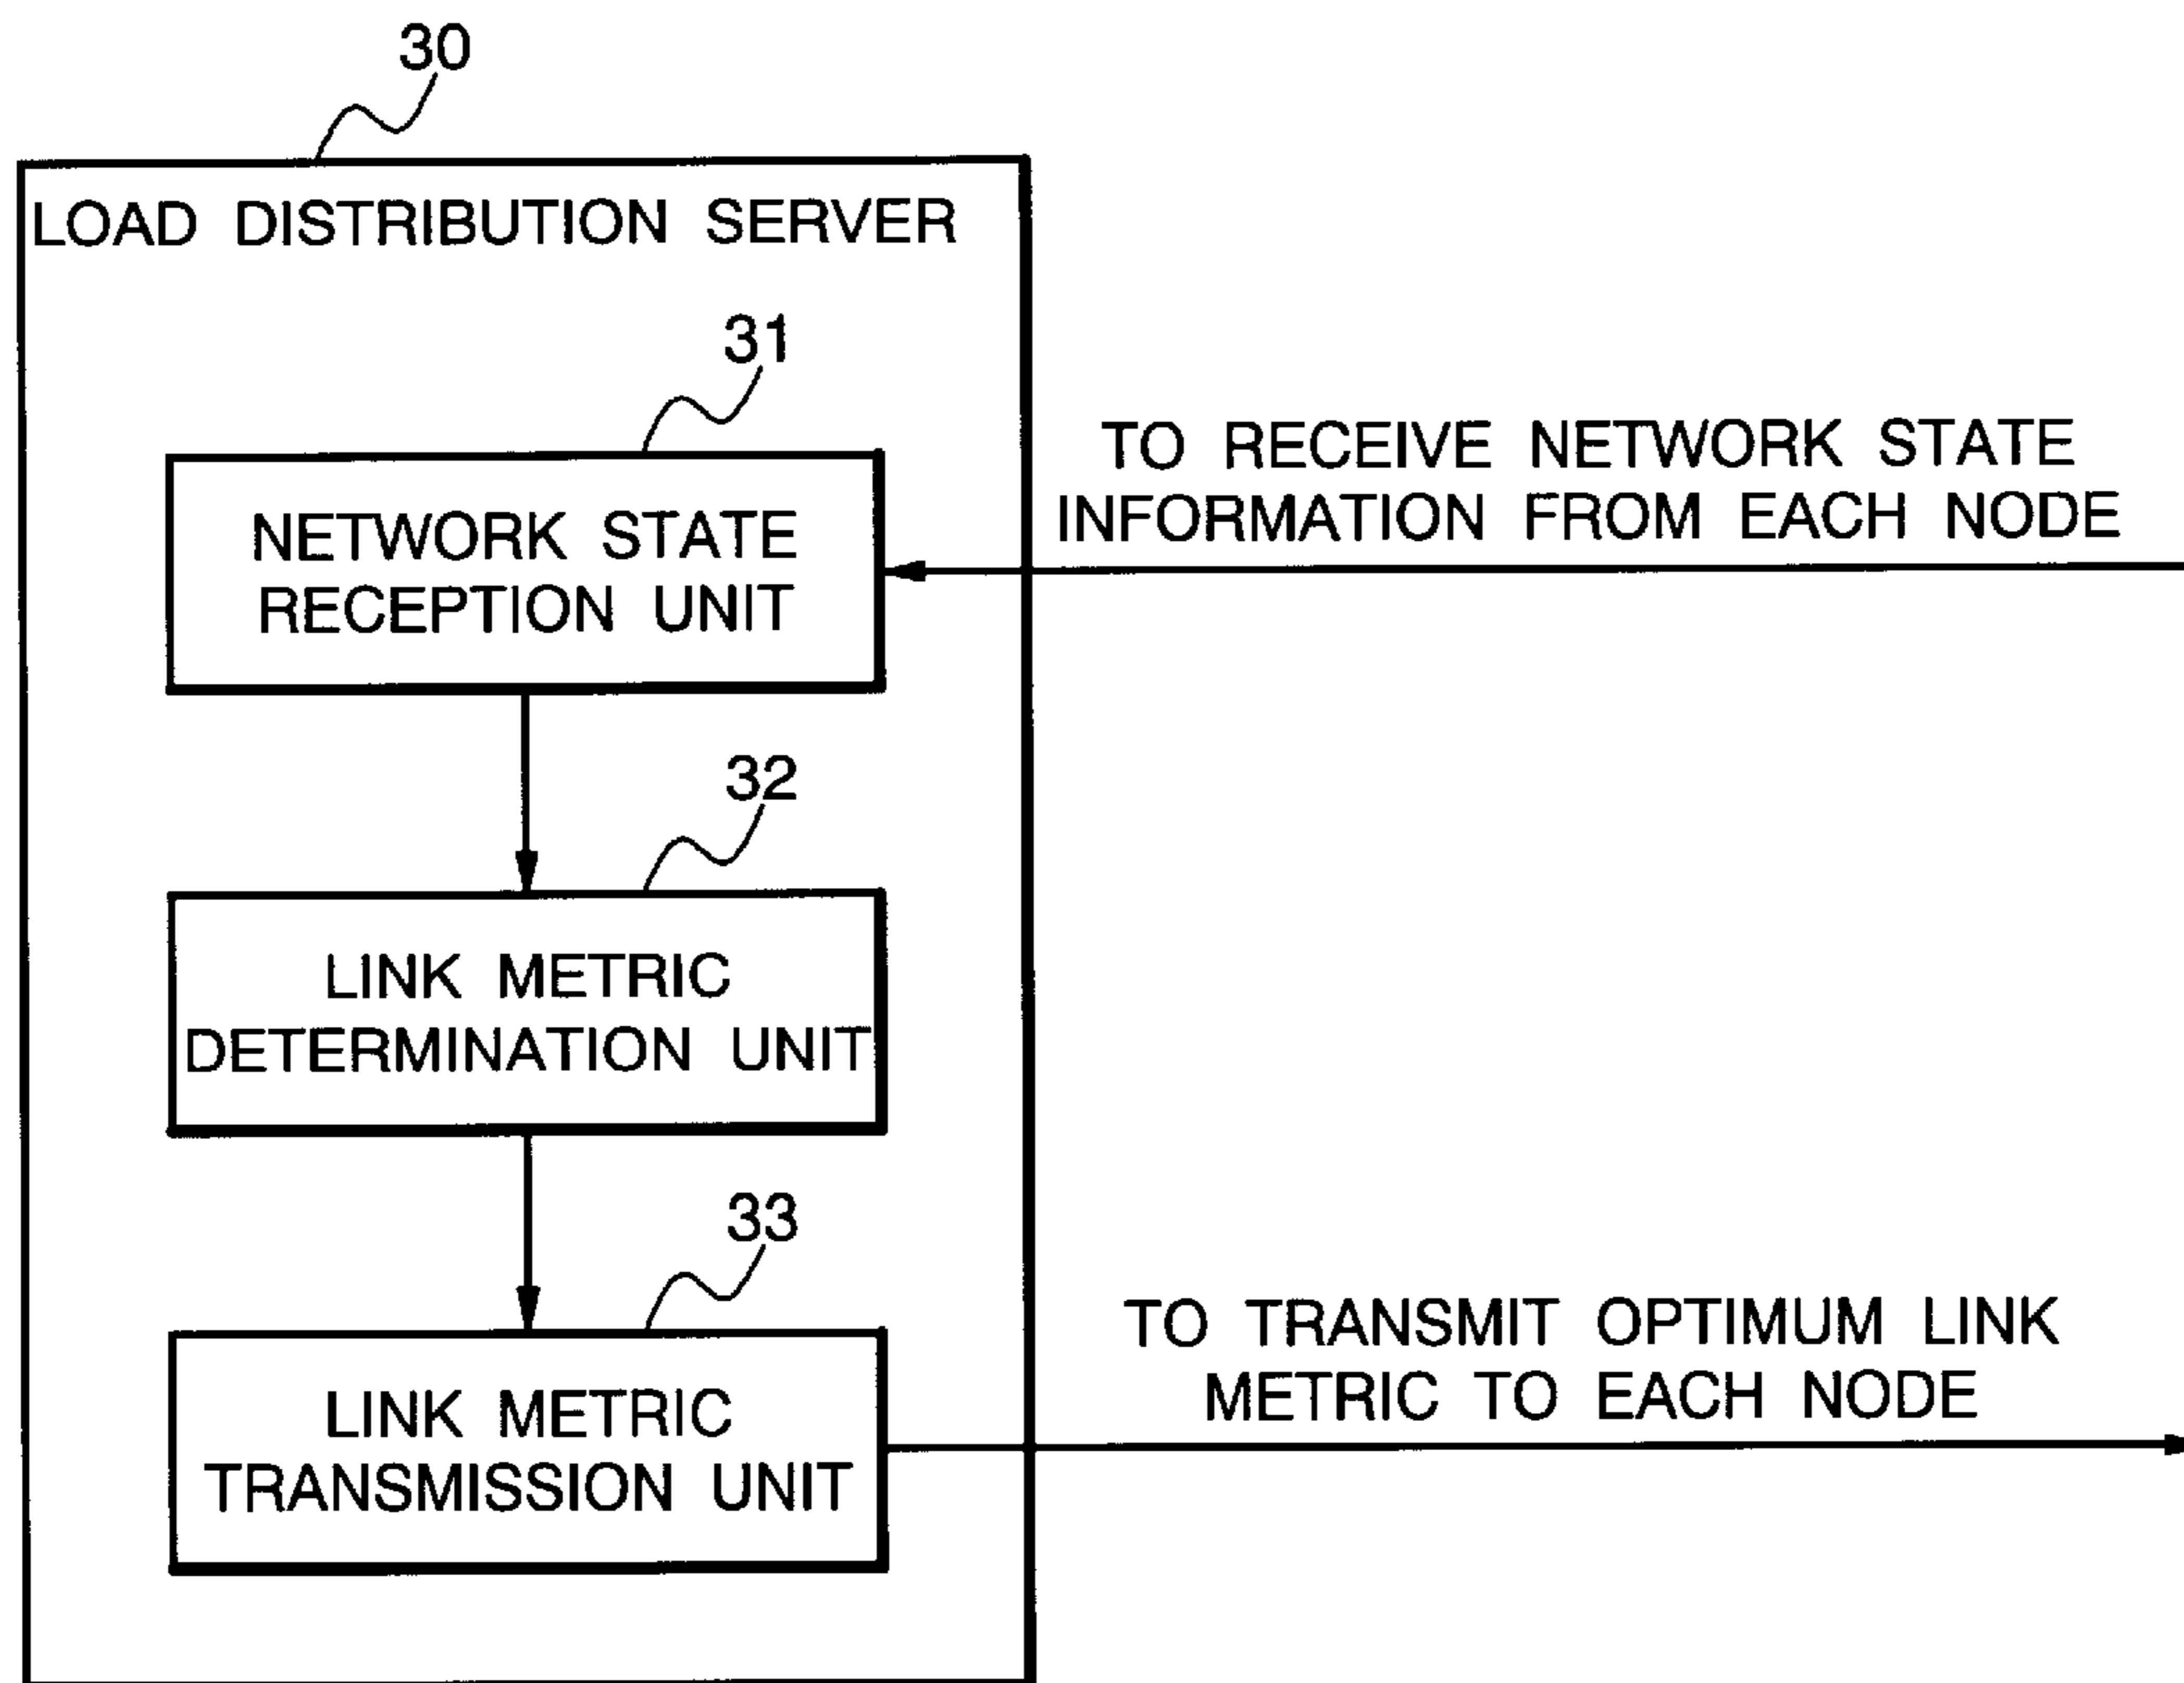 30
LOAD DISTRIBUTION SERVER
31
NETWORK STATE
RECEPTION UNIT
TO RECEIVE NETWORK STATE
INFORMATION FROM EACH NODE
32
LINK METRIC
DETERMINATION UNIT
33
LINK METRIC
TRANSMISSION UNIT
TO TRANSMIT OPTIMUM LINK
METRIC TO EACH NODE